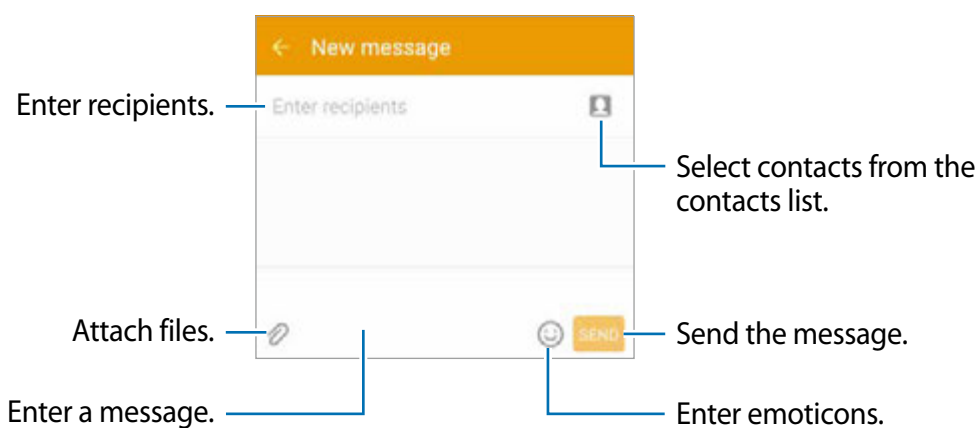 New message
Enter recipients.
Enter recipients
Select contacts from the
contacts list.
Attach files.
SEND
Send the message.
Enter a message.
Enter emoticons.